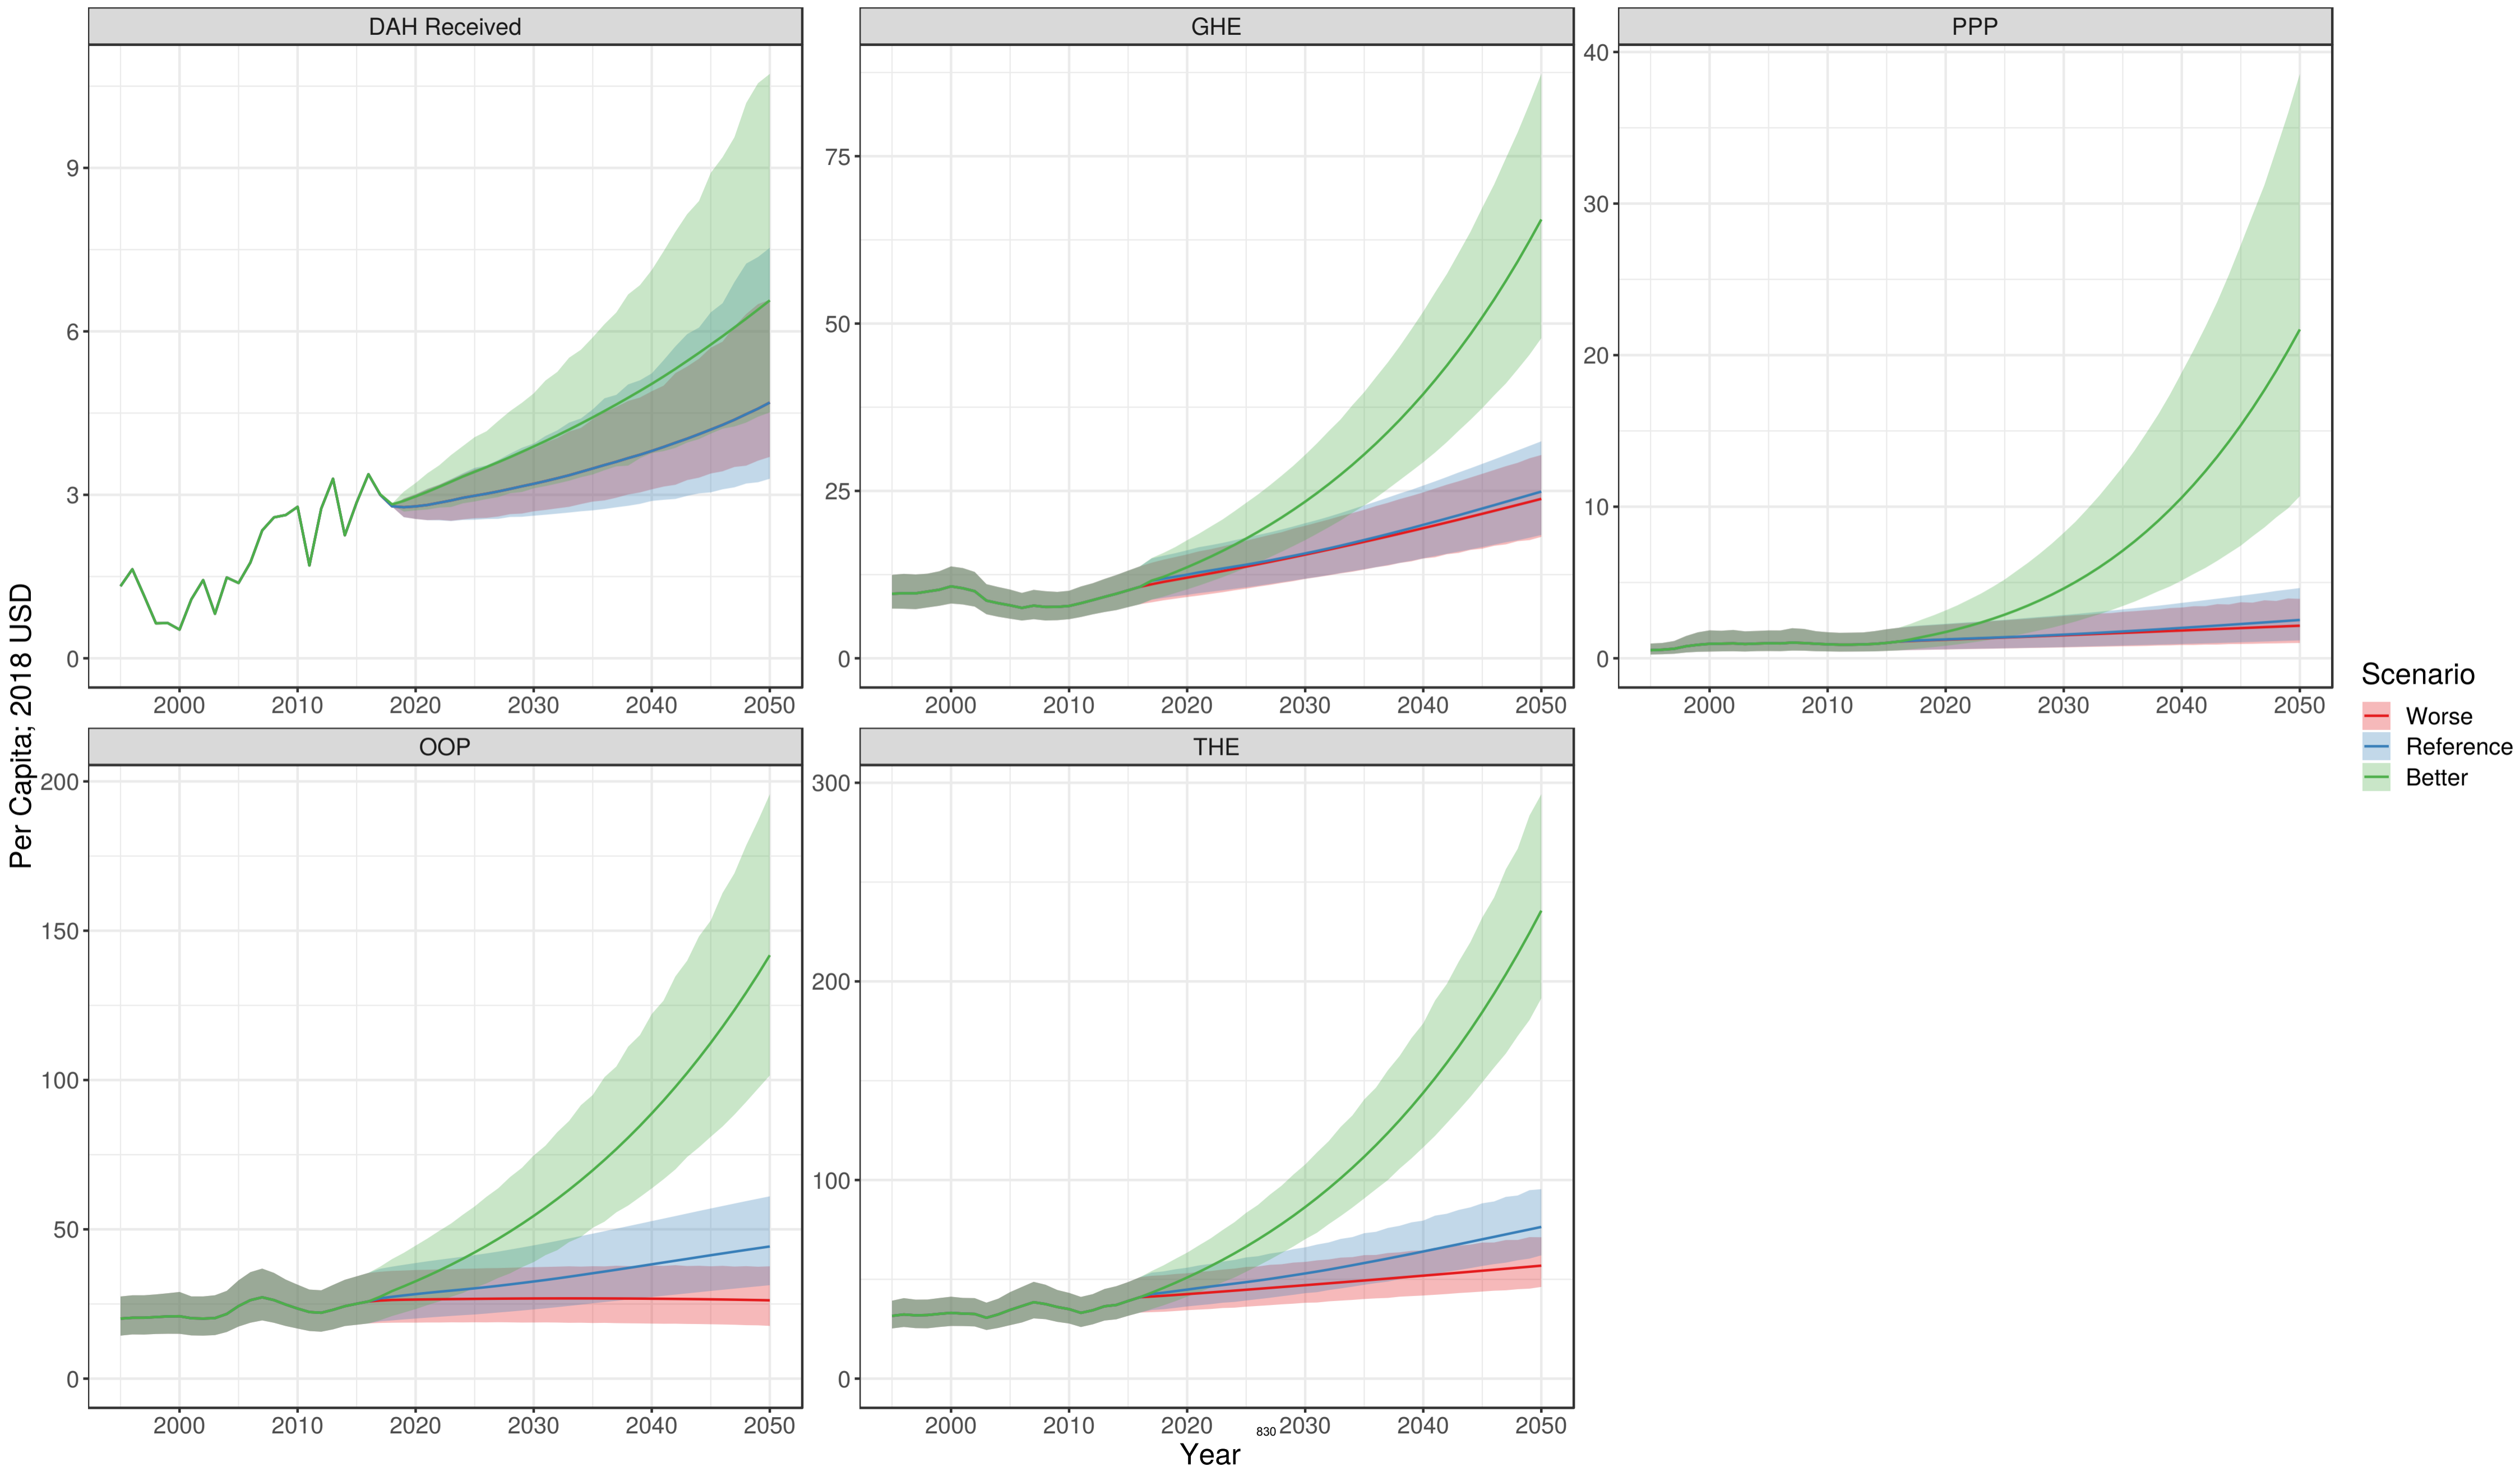 DAH Received
GHE
PPP
9
6
3
0
75
50
25
0
40
30
20
10
0
2000 2010 2020 2030 2040 2050
2000 2010 2020 2030 2040 2050
2000 2010 2020 2030 2040 2050
OOP
THE
200
150
100
50
0
300
200
100
0
2000 2010 2020 2030 2040 2050
2000 2010 2020 2030 2040 2050
Per Capita; 2018 USD
Year
830
Scenario
Worse
Reference
Better